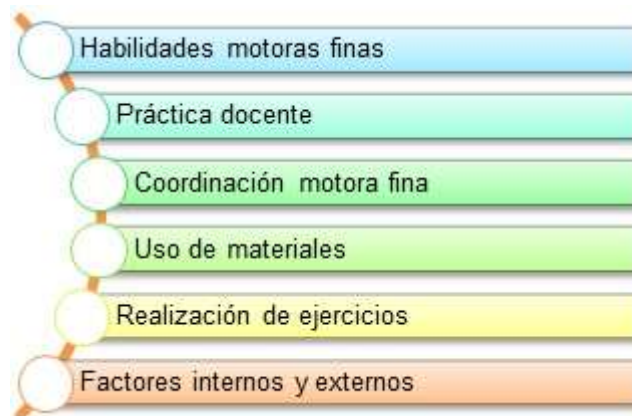 Habilidades motoras finas
Práctica docente
Coordinación motora fina
Uso de materiales
Realización de ejercicios
Factores internos y externos